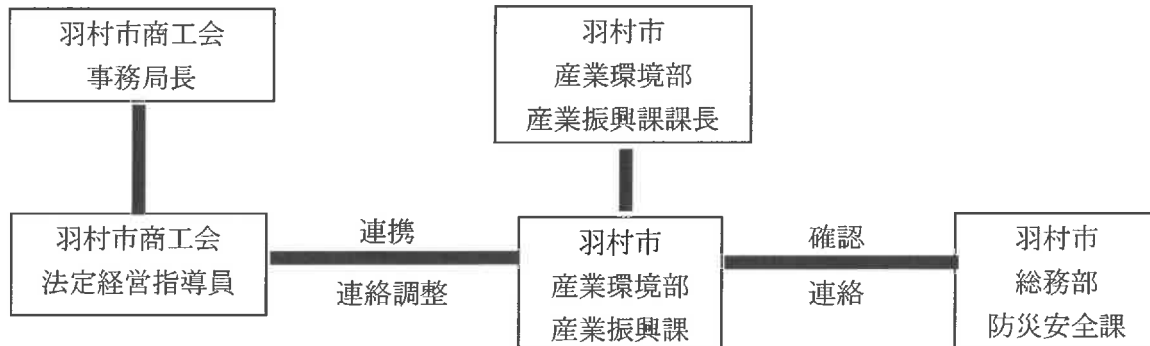 羽村市商工会
事務局長
羽村市
産業環境部
産業振興課課長
羽村市商工会
法定経営指導員
連携
連絡調整
羽村市
産業環境部
産業振興課
確認
連絡
羽村市
総務部
防災安全課